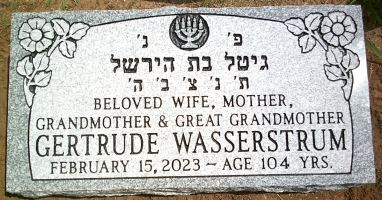 פ' נ'
גיטל בת הירשל
ת' נ' צ' ב' ה'
BELOVED WIFE, MOTHER,
GRANDMOTHER & GREAT GRANDMOTHER
GERTRUDE WASSERSTRUM
FEBRUARY 15, 2023 ~ AGE 104 YRS.